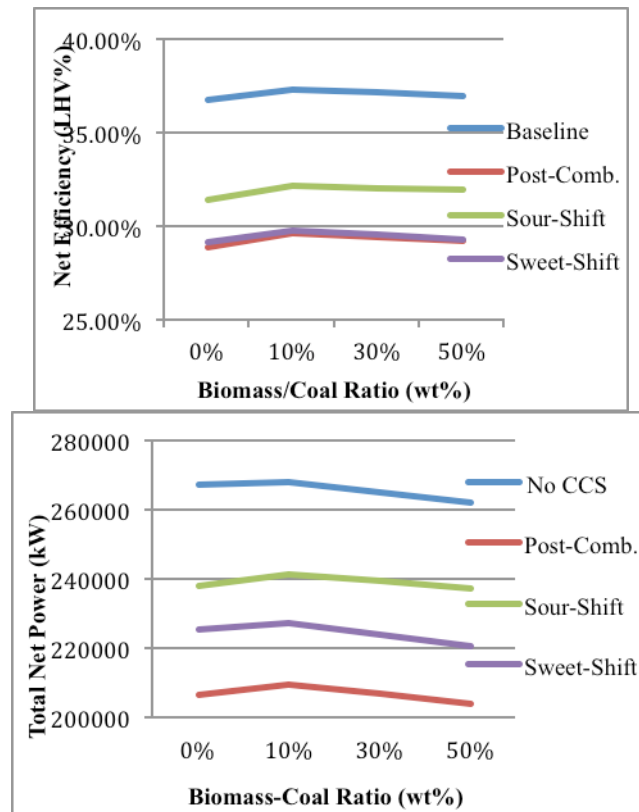 40.00%
35.00%
30.00%
25.00%
Net Efficiency (LHV%)
Baseline
Post-Comb.
Sour-Shift
Sweet-Shift
0% 10% 30% 50%
Biomass/Coal Ratio (wt%)
280000
260000
240000
220000
200000
Total Net Power (kW)
No CCS
Post-Comb.
Sour-Shift
Sweet-Shift
0% 10% 30% 50%
Biomass-Coal Ratio (wt%)